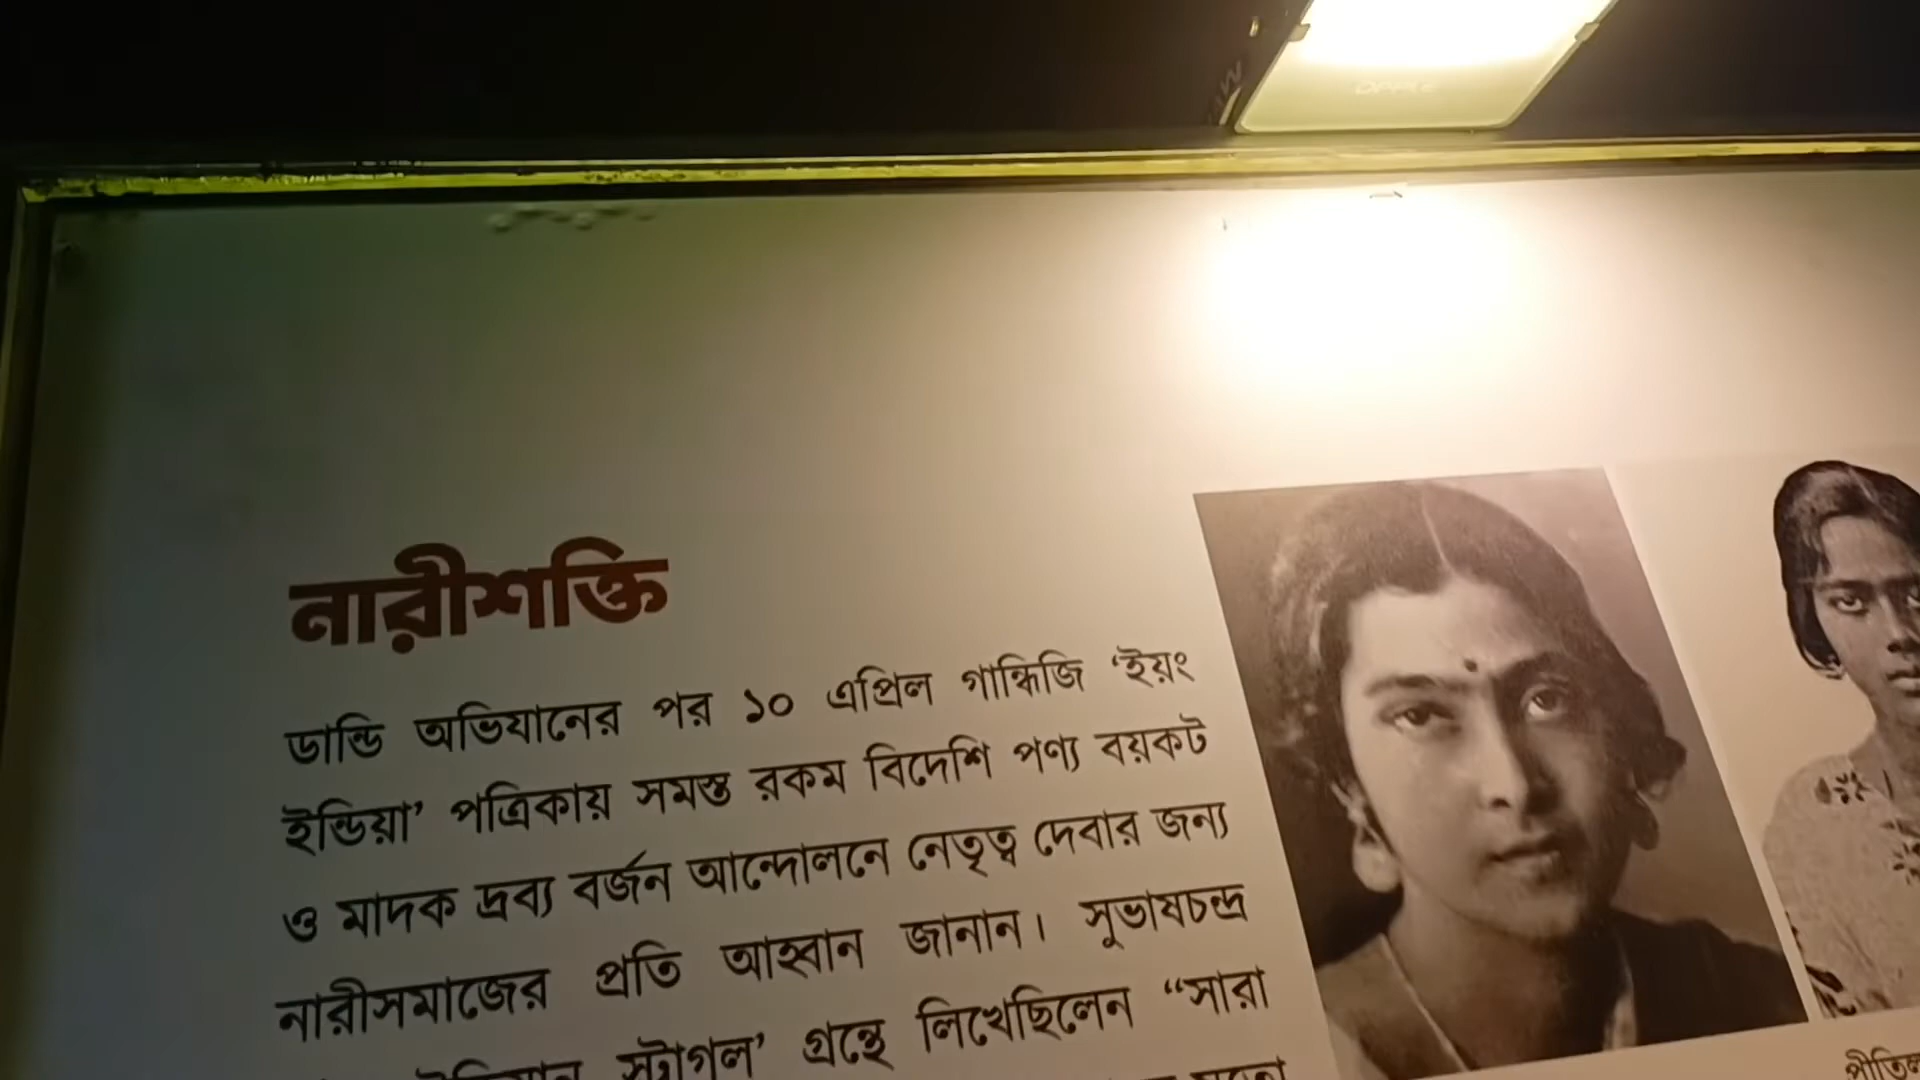 নারীশক্তি
ডান্ডি অভিযানের পর ১০ এপ্রিল গান্ধিজি ‘ইয়ং
ইন্ডিয়া’ পত্রিকায় সমস্ত রকম বিদেশি পণ্য বয়কট
ও মাদক দ্রব্য বর্জন আন্দোলনে নেতৃত্ব দেবার জন্য
নারীসমাজের প্রতি আহ্বান জানান। সুভাষচন্দ্র
স্ট্রাগল’ গ্রন্থে লিখেছিলেন “সারা